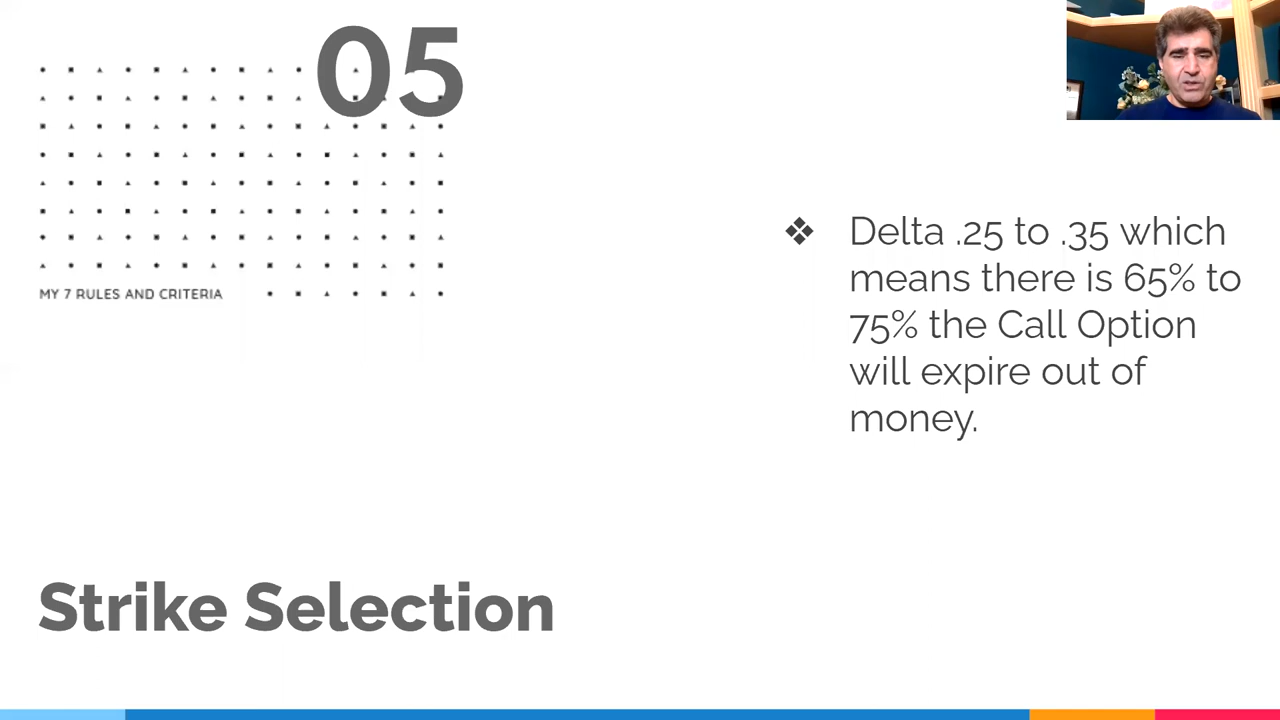 05
MY 7 RULES AND CRITERIA
❖ Delta .25 to .35 which
means there is 65% to
75% the Call Option
will expire out of
money.
Strike Selection